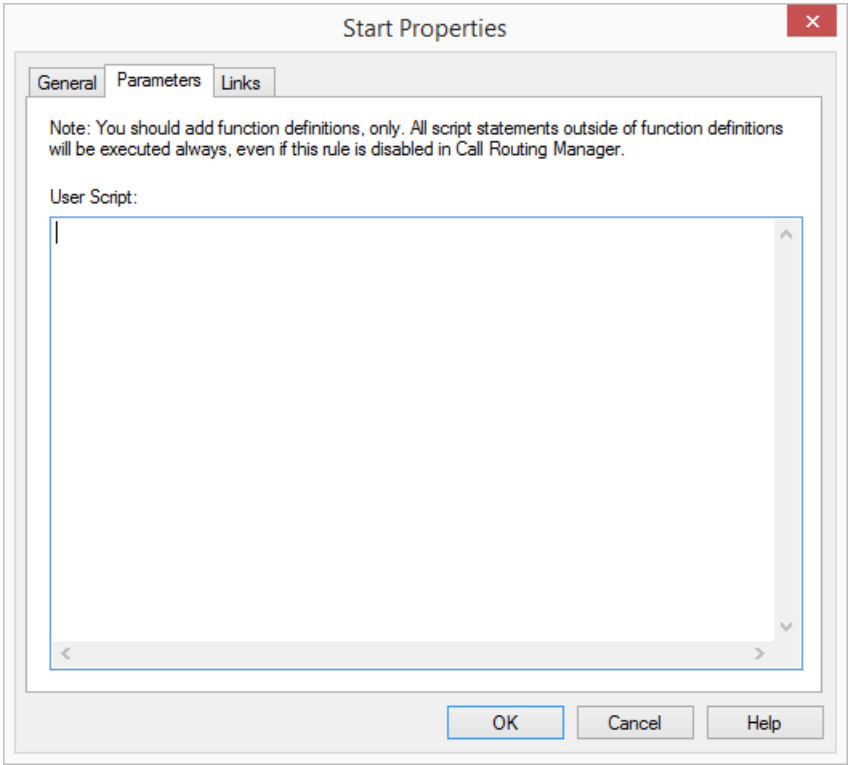 Start Properties
General Parameters Links
Note: You should add function definitions, only. All script statements outside of function definitions
will be executed always, even if this rule is disabled in Call Routing Manager.
User Script:
OK Cancel Help